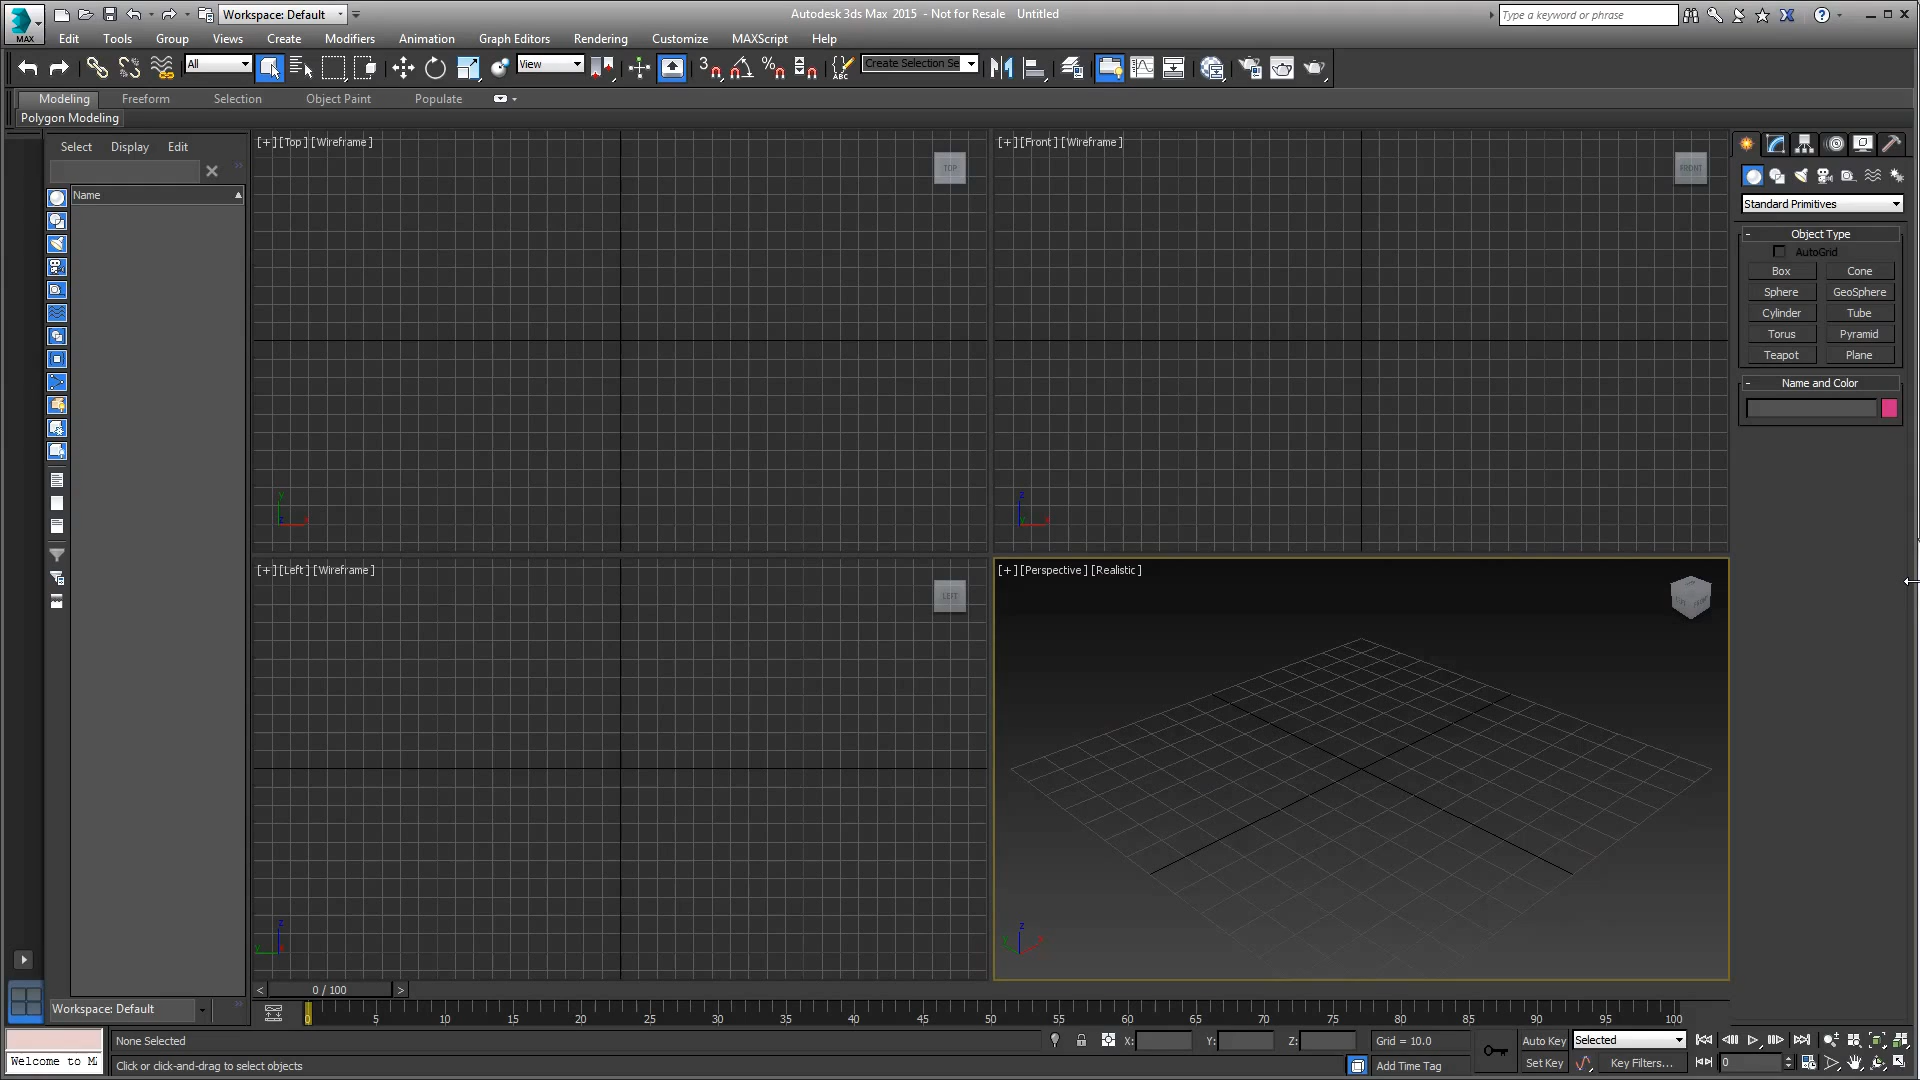 MAX
Workspace: Default
Autodesk 3ds Max 2015 - Not for Resale Untitled
Type a keyword or phrase
Edit Tools Group Views Create Modifiers Animation Graph Editors Rendering Customize MAXScript Help
All
View
3
%
ABC
Create Selection Se
Modeling Freeform Selection Object Paint Populate
Polygon Modeling
Select Display Edit
Name
[+][Top][Wireframe]
TOP
[+][Front][Wireframe]
FRONT
Standard Primitives
- Object Type
AutoGrid
Box Cone
Sphere GeoSphere
Cylinder Tube
Torus Pyramid
Teapot Plane
- Name and Color
y
z x
z
y x
[+][Left][Wireframe]
LEFT
[+][Perspective][Realistic]
z
y x
z
y x
< 0 / 100 >
Workspace: Default
0 5 10 15 20 25 30 35 40 45 50 55 60 65 70 75 80 85 90 95 100
None Selected
X: Y: Z:
Grid = 10.0
Auto Key
Selected
Welcome to M
Click or click-and-drag to select objects
Add Time Tag
Set Key
Key Filters...
0